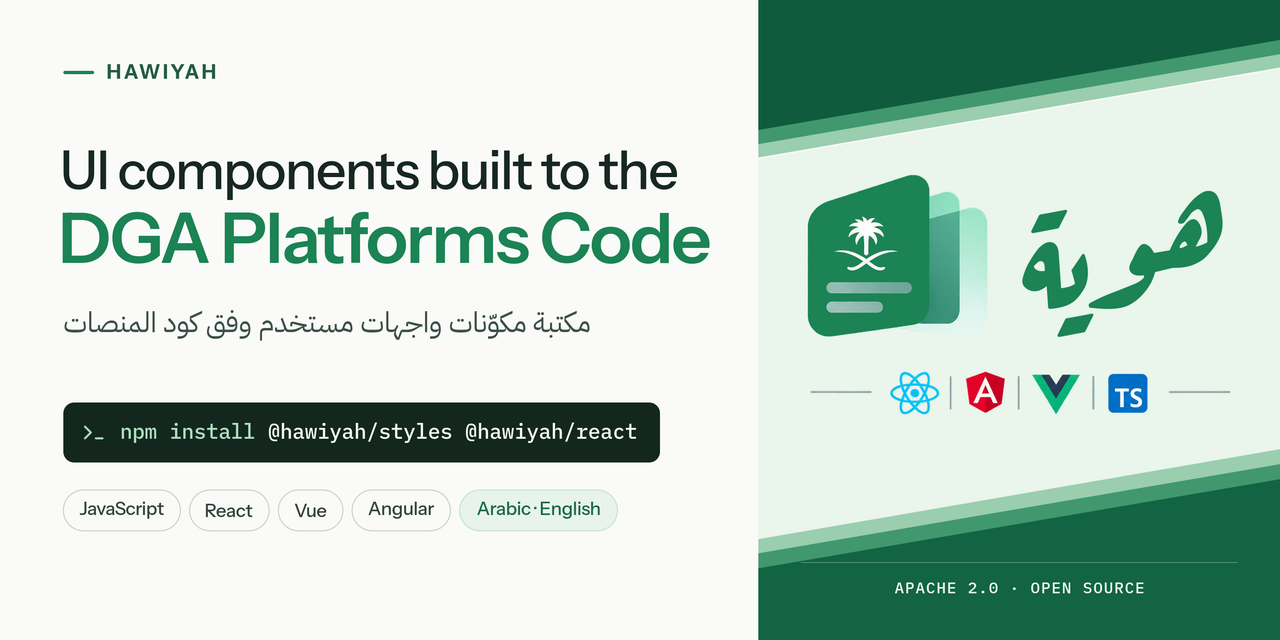 HAWIYAH
UI components built to the
DGA Platforms Code
مكتبة مكوّنات واجهات مستخدم وفق كود المنصات
>_ npm install @hawiyah/styles @hawiyah/react
JavaScript
React
Vue
Angular
Arabic · English
هوية
A
TS
APACHE 2.0 · OPEN SOURCE